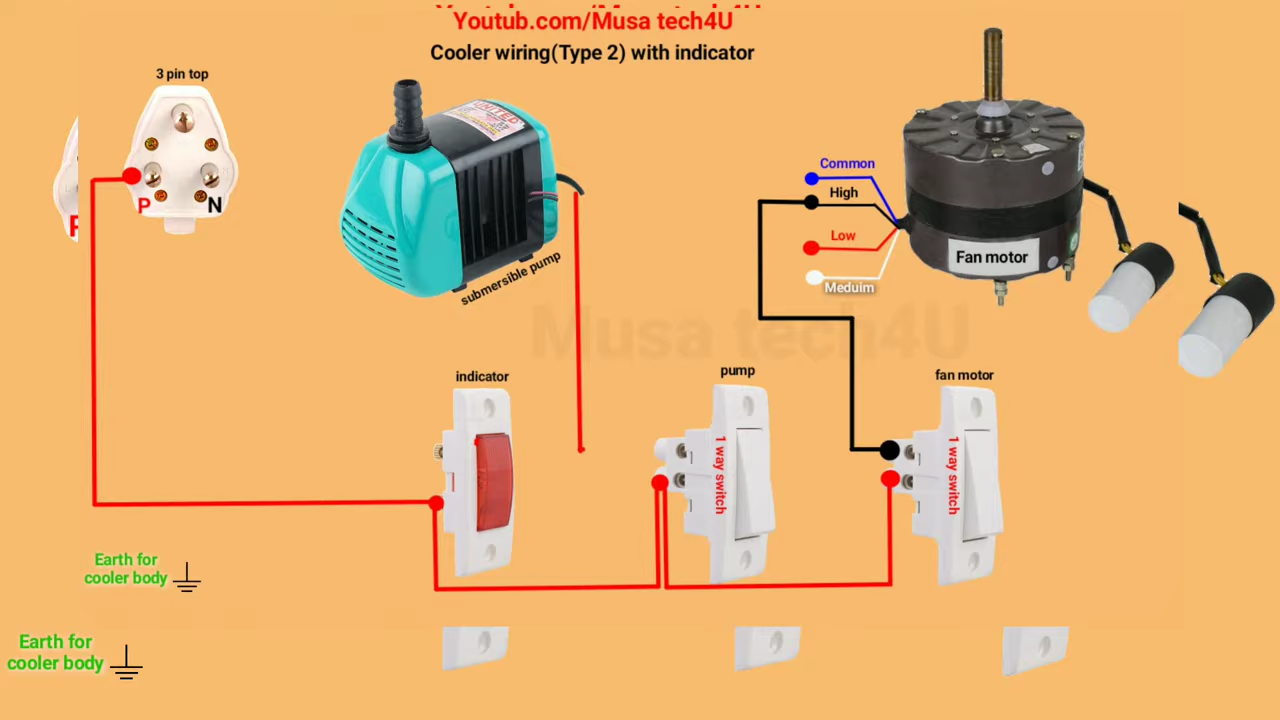 Youtub.com/Musa tech4U
Cooler wiring(Type 2) with indicator
3 pin top
P
N
UNITED
submersible pump
Common
High
Low
Meduim
Fan motor
Musa tech4U
indicator
pump
fan motor
1 way switch
1 way switch
Earth for
cooler body
Earth for
cooler body